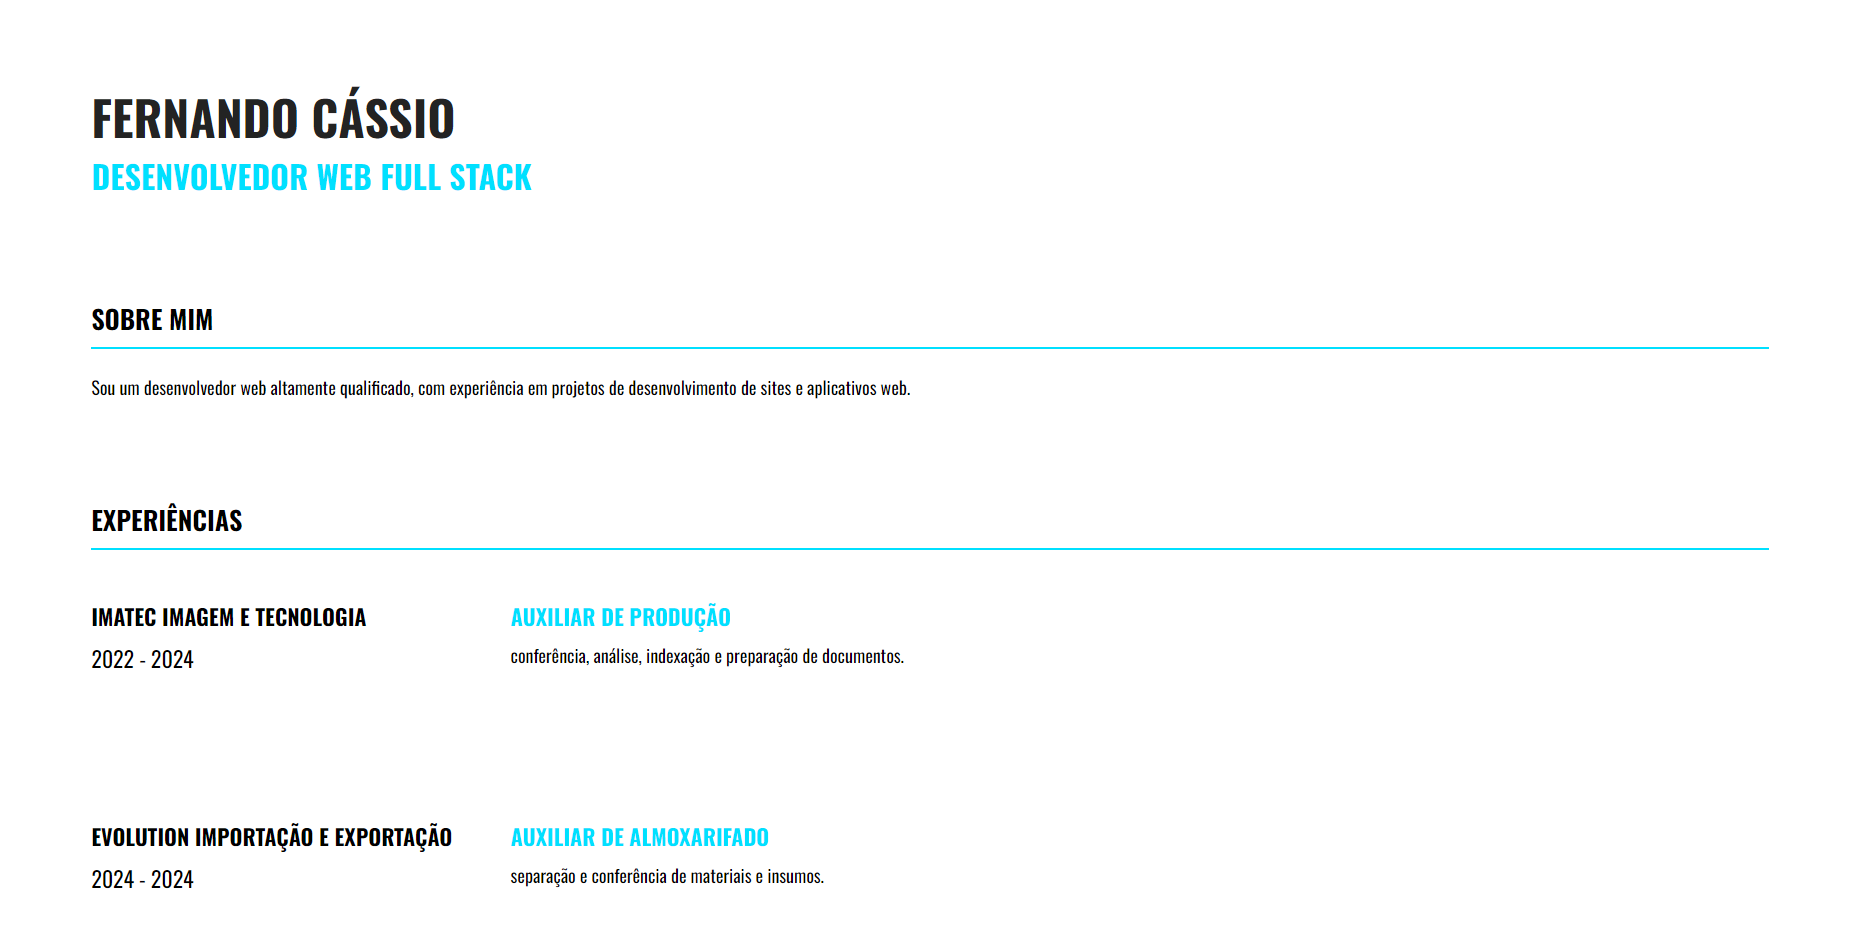 FERNANDO CÁSSIO
DESENVOLVEDOR WEB FULL STACK
SOBRE MIM
Sou um desenvolvedor web altamente qualificado, com experiência em projetos de desenvolvimento de sites e aplicativos web.
EXPERIÊNCIAS
IMATEC IMAGEM E TECNOLOGIA
2022 - 2024
AUXILIAR DE PRODUÇÃO
conferência, análise, indexação e preparação de documentos.
EVOLUTION IMPORTAÇÃO E EXPORTAÇÃO
2024 - 2024
AUXILIAR DE ALMOXARIFADO
separação e conferência de materiais e insumos.